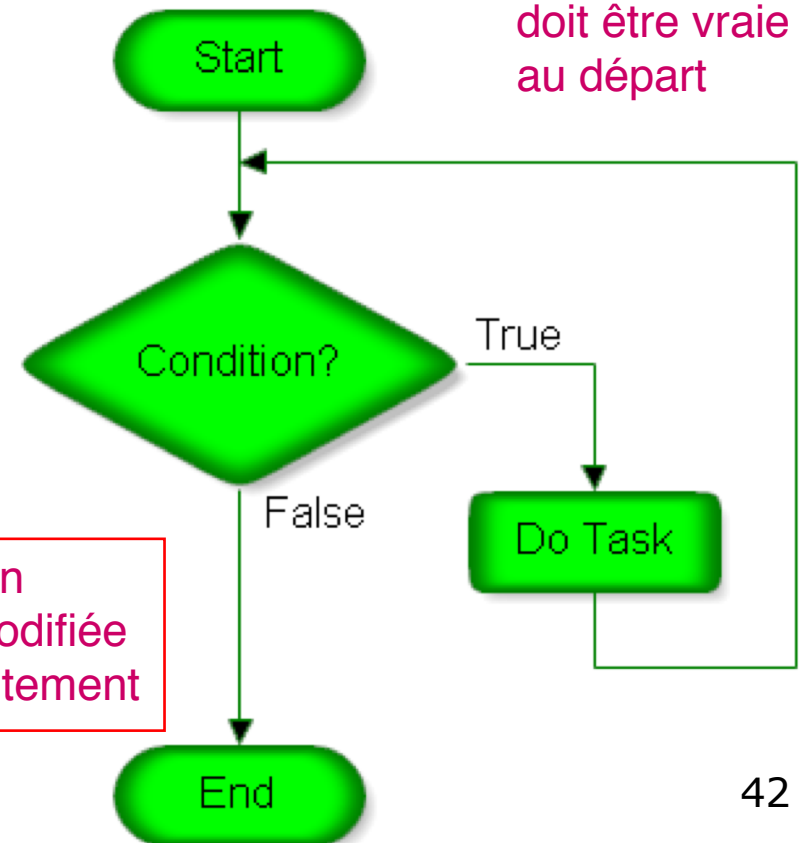 doit être vraie
au départ
Start
Condition?
True
False
Do Task
n
odifiée
tement
End
42